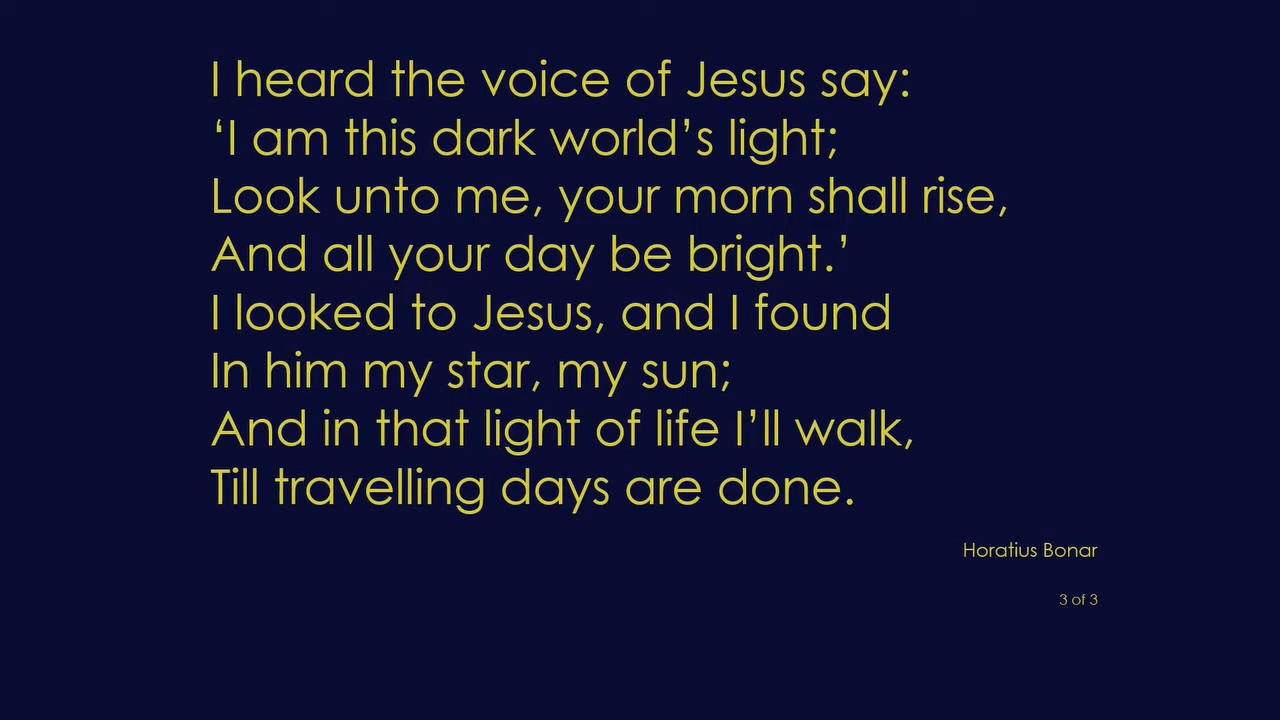 I heard the voice of Jesus say:
‘I am this dark world’s light;
Look unto me, your morn shall rise,
And all your day be bright.’
I looked to Jesus, and I found
In him my star, my sun;
And in that light of life I’ll walk,
Till travelling days are done.
Horatius Bonar
3 of 3